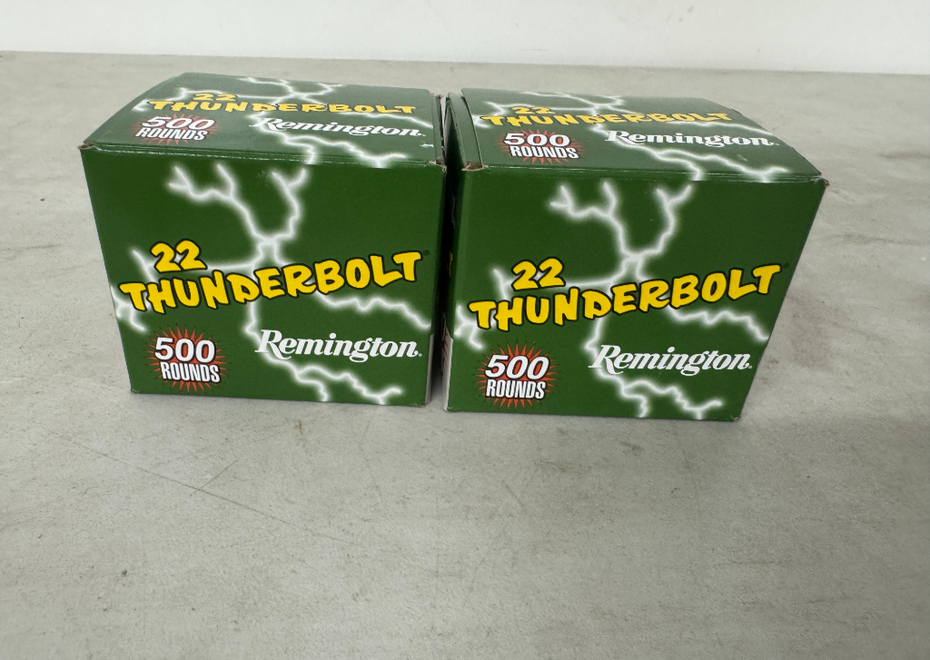 22
THUNDERBOLT
500
ROUNDS
Remington.
22
THUNDERBOLT®
500
ROUNDS
Remington.
22
THUNDERBOLT
500
ROUNDS
Remington.
22
THUNDERBOLT®
500
ROUNDS
Remington.